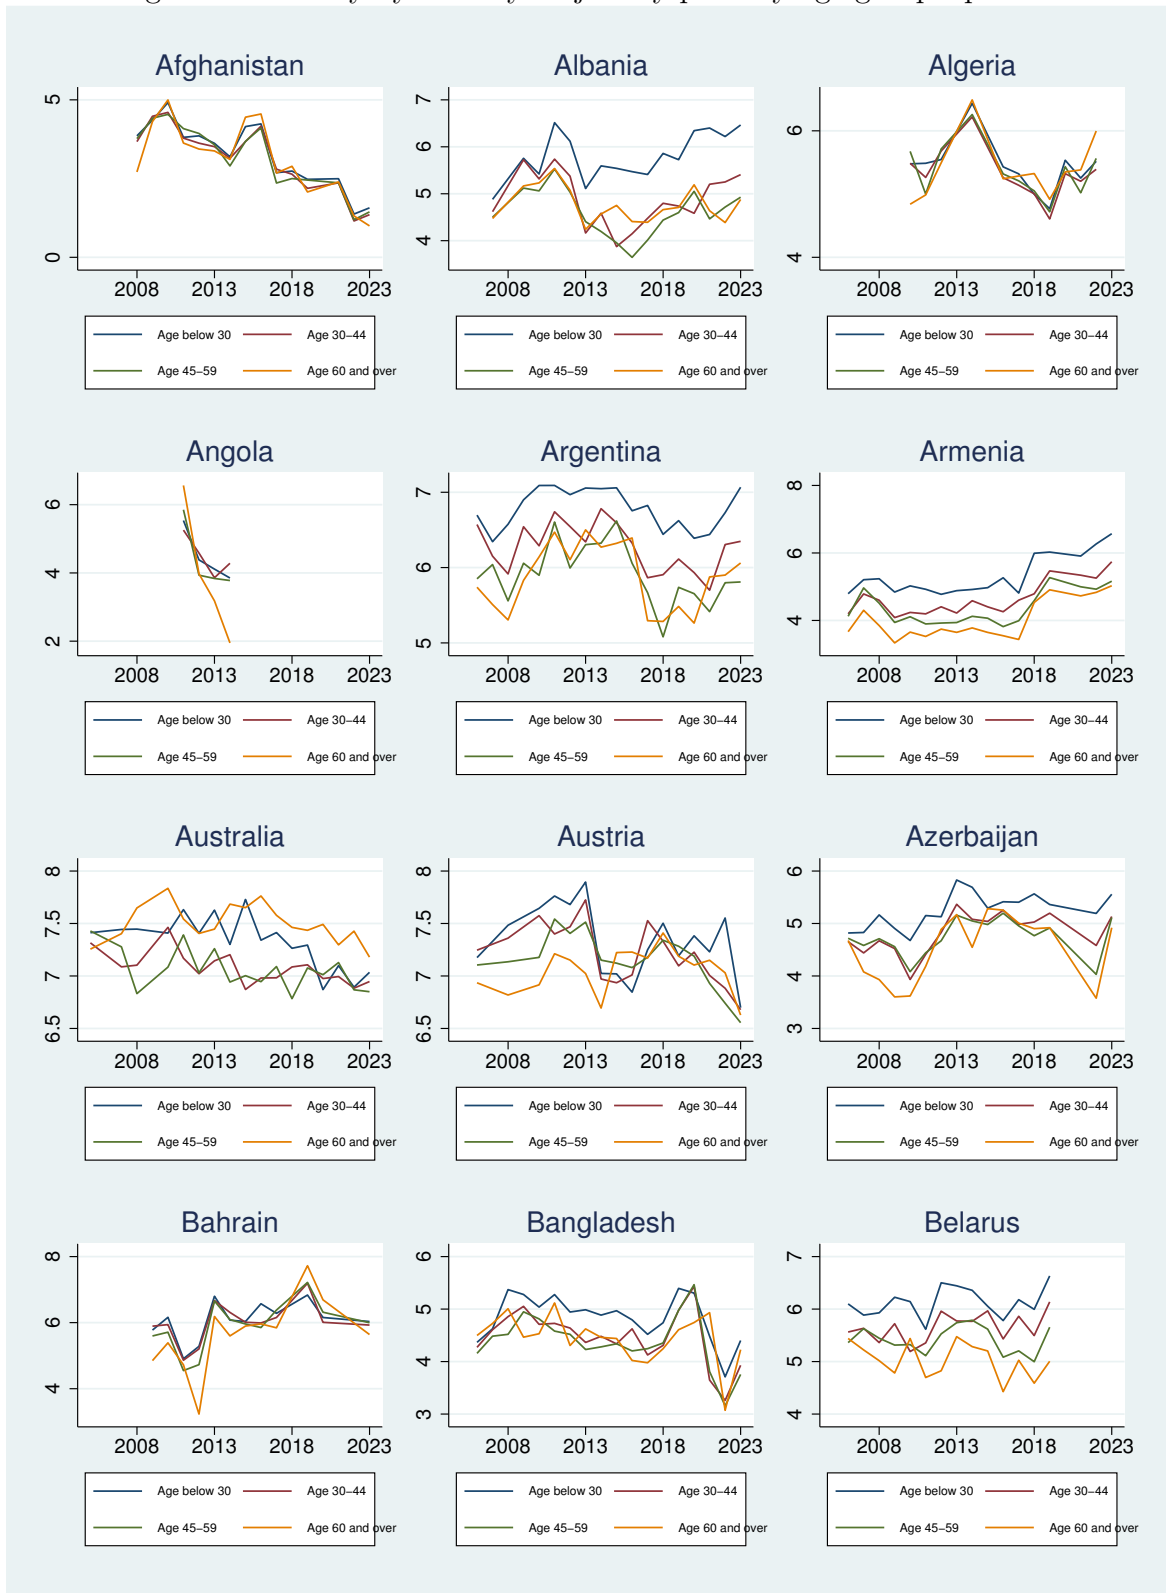 Afghanistan Albania Algeria
5 7 6
6
5
0 4 4
2008 2013 2018 2023 2008 2013 2018 2023 2008 2013 2018 2023
Age below 30 Age 30–44 Age below 30 Age 30–44 Age below 30 Age 30–44
Age 45–59 Age 60 and over Age 45–59 Age 60 and over Age 45–59 Age 60 and over
Angola Argentina Armenia
6 7 8
4 6 6
2 5 4
2008 2013 2018 2023 2008 2013 2018 2023 2008 2013 2018 2023
Age below 30 Age 30–44 Age below 30 Age 30–44 Age below 30 Age 30–44
Age 45–59 Age 60 and over Age 45–59 Age 60 and over Age 45–59 Age 60 and over
Australia Austria Azerbaijan
8 8 6
7.5 7.5 5
7 7 4
6.5 6.5 3
2008 2013 2018 2023 2008 2013 2018 2023 2008 2013 2018 2023
Age below 30 Age 30–44 Age below 30 Age 30–44 Age below 30 Age 30–44
Age 45–59 Age 60 and over Age 45–59 Age 60 and over Age 45–59 Age 60 and over
Bahrain Bangladesh Belarus
8 6 7
6 5 6
4 4 5
3 4
2008 2013 2018 2023 2008 2013 2018 2023 2008 2013 2018 2023
Age below 30 Age 30–44 Age below 30 Age 30–44 Age below 30 Age 30–44
Age 45–59 Age 60 and over Age 45–59 Age 60 and over Age 45–59 Age 60 and over